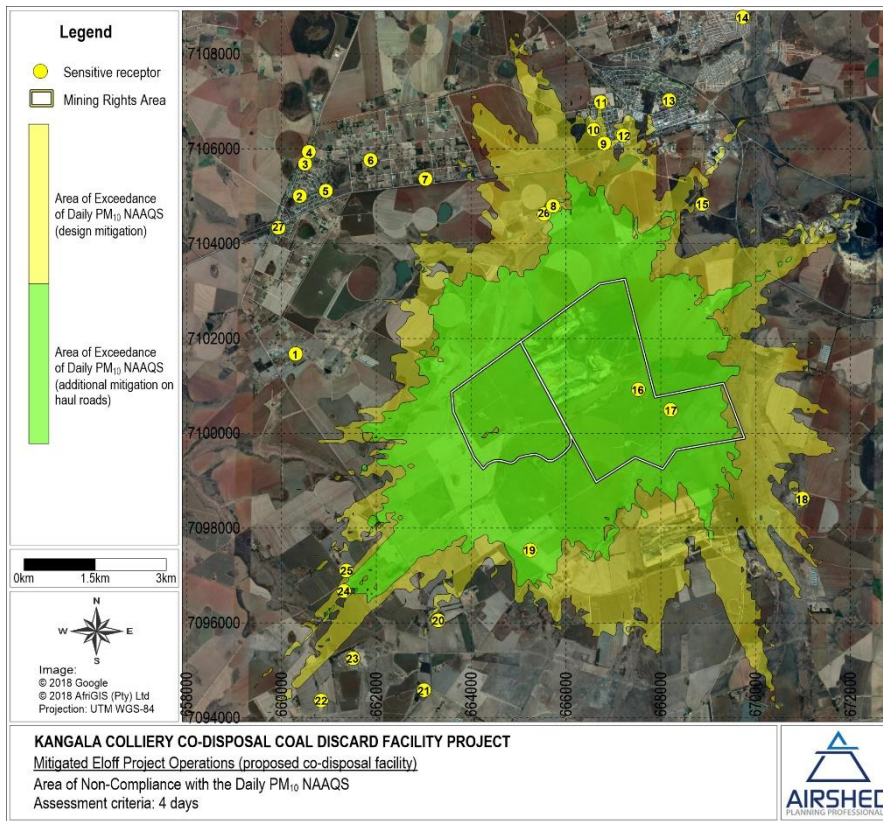 Legend
Sensitive receptor
Mining Rights Area
Area of Exceedance
of Daily PM₁₀ NAAQS
(design mitigation)
Area of Exceedance
of Daily PM₁₀ NAAQS
(additional mitigation on
haul roads)
0km 1.5km 3km
N
W E
S
Image:
© 2018 Google
© 2018 AfriGIS (Pty) Ltd
Projection: UTM WGS-84
7108000
7106000
7104000
7102000
7100000
7098000
7096000
7094000
658000
660000
662000
664000
666000
668000
670000
672000
14
11
13
10
12
9
4
3
6
7
5
2
27
8
26
15
1
16
17
18
19
25
24
20
23
21
22
KANGALA COLLIERY CO-DISPOSAL COAL DISCARD FACILITY PROJECT
Mitigated Eloff Project Operations (proposed co-disposal facility)
Area of Non-Compliance with the Daily PM₁₀ NAAQS
Assessment criteria: 4 days
AIRSHED
PLANNING PROFESSIONAL